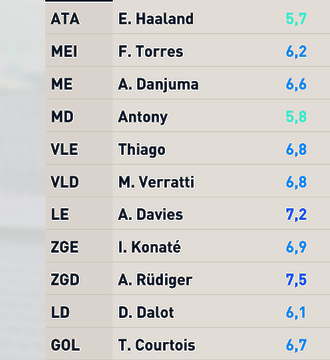 ATA E. Haaland 5,7
MEI F. Torres 6,2
ME A. Danjuma 6,6
MD Antony 5,8
VLE Thiago 6,8
VLD M. Verratti 6,8
LE A. Davies 7,2
ZGE I. Konaté 6,9
ZGD A. Rüdiger 7,5
LD D. Dalot 6,1
GOL T. Courtois 6,7